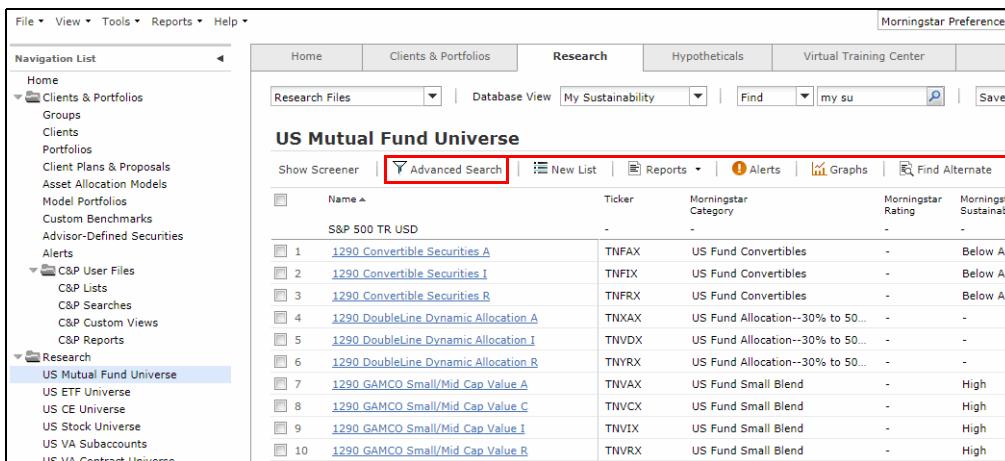 File View Tools Reports Help Morningstar Preference
Navigation List
Home
Clients & Portfolios
Groups
Clients
Portfolios
Client Plans & Proposals
Asset Allocation Models
Model Portfolios
Custom Benchmarks
Advisor-Defined Securities
Alerts
C&P User Files
C&P Lists
C&P Searches
C&P Custom Views
C&P Reports
Research
US Mutual Fund Universe
US ETF Universe
US CE Universe
US Stock Universe
US VA Subaccounts
US VA Contract Universe
Home Clients & Portfolios Research Hypotheticals Virtual Training Center
Research Files Database View My Sustainability Find my su Save
US Mutual Fund Universe
Show Screener Advanced Search New List Reports Alerts Graphs Find Alternate
Name Ticker Morningstar Category Morningstar Rating Morningst Sustainab
S&P 500 TR USD - - - -
1 1290 Convertible Securities A TNFAX US Fund Convertibles - Below A
2 1290 Convertible Securities I TNFIX US Fund Convertibles - Below A
3 1290 Convertible Securities R TNFRX US Fund Convertibles - Below A
4 1290 DoubleLine Dynamic Allocation A TNXAX US Fund Allocation--30% to 50... - -
5 1290 DoubleLine Dynamic Allocation I TNVDX US Fund Allocation--30% to 50... - -
6 1290 DoubleLine Dynamic Allocation R TNYRX US Fund Allocation--30% to 50... - -
7 1290 GAMCO Small/Mid Cap Value A TNVAX US Fund Small Blend - High
8 1290 GAMCO Small/Mid Cap Value C TNVCX US Fund Small Blend - High
9 1290 GAMCO Small/Mid Cap Value I TNVIX US Fund Small Blend - High
10 1290 GAMCO Small/Mid Cap Value R TNVRX US Fund Small Blend - High